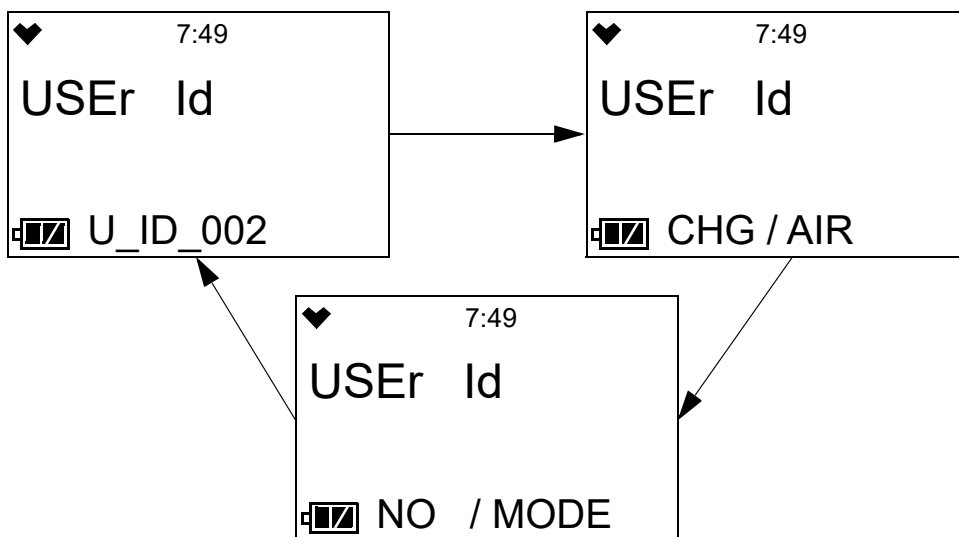 7:49
USEr Id
U_ID_002
7:49
USEr Id
CHG / AIR
7:49
USEr Id
NO / MODE